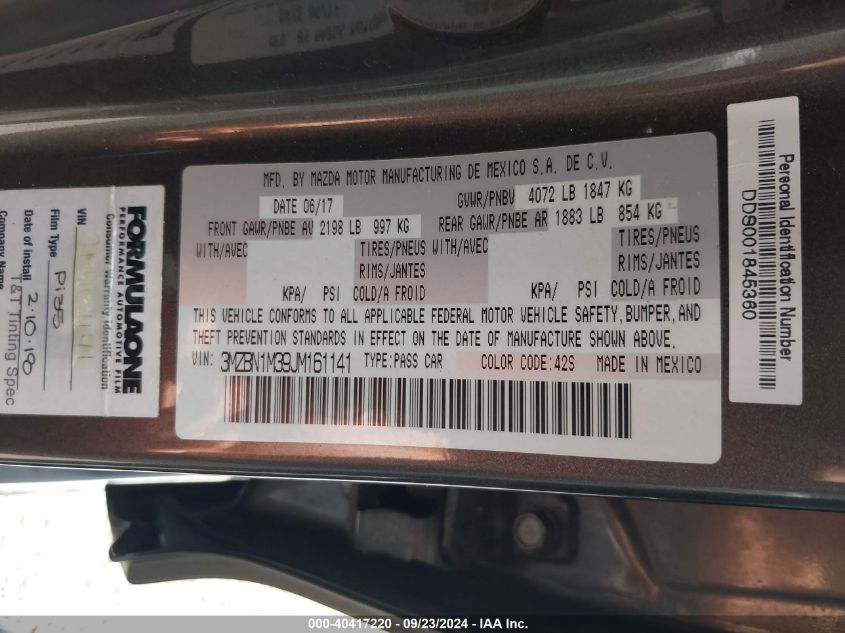 MFD. BY MAZDA MOTOR MANUFACTURING DE MEXICO S.A. DE C.V.
DATE 06/17 GVWR/PNBV 4072 LB 1847 KG
FRONT GAWR/PNBE AV 2198 LB 997 KG REAR GAWR/PNBE AR 1883 LB 854 KG
WITH/AVEC TIRES/PNEUS WITH/AVEC TIRES/PNEUS
RIMS/JANTES RIMS/JANTES
KPA/ PSI COLD/A FROID KPA/ PSI COLD/A FROID
THIS VEHICLE CONFORMS TO ALL APPLICABLE FEDERAL MOTOR VEHICLE SAFETY, BUMPER, AND
THEFT PREVENTION STANDARDS IN EFFECT ON THE DATE OF MANUFACTURE SHOWN ABOVE.
VIN: 3MZBN1M39JM161141 TYPE:PASS CAR COLOR CODE:42S MADE IN MEXICO
Personal Identification Number
DDS001845360
FORMULAONE
PERFORMANCE AUTOMOTIVE FILM
Consumer Warranty Identification
VIN
Film Type Pi35
Date of install 2.10.18
Company Name T&T Tinting Spec
000-40417220 - 09/23/2024 - IAA Inc.